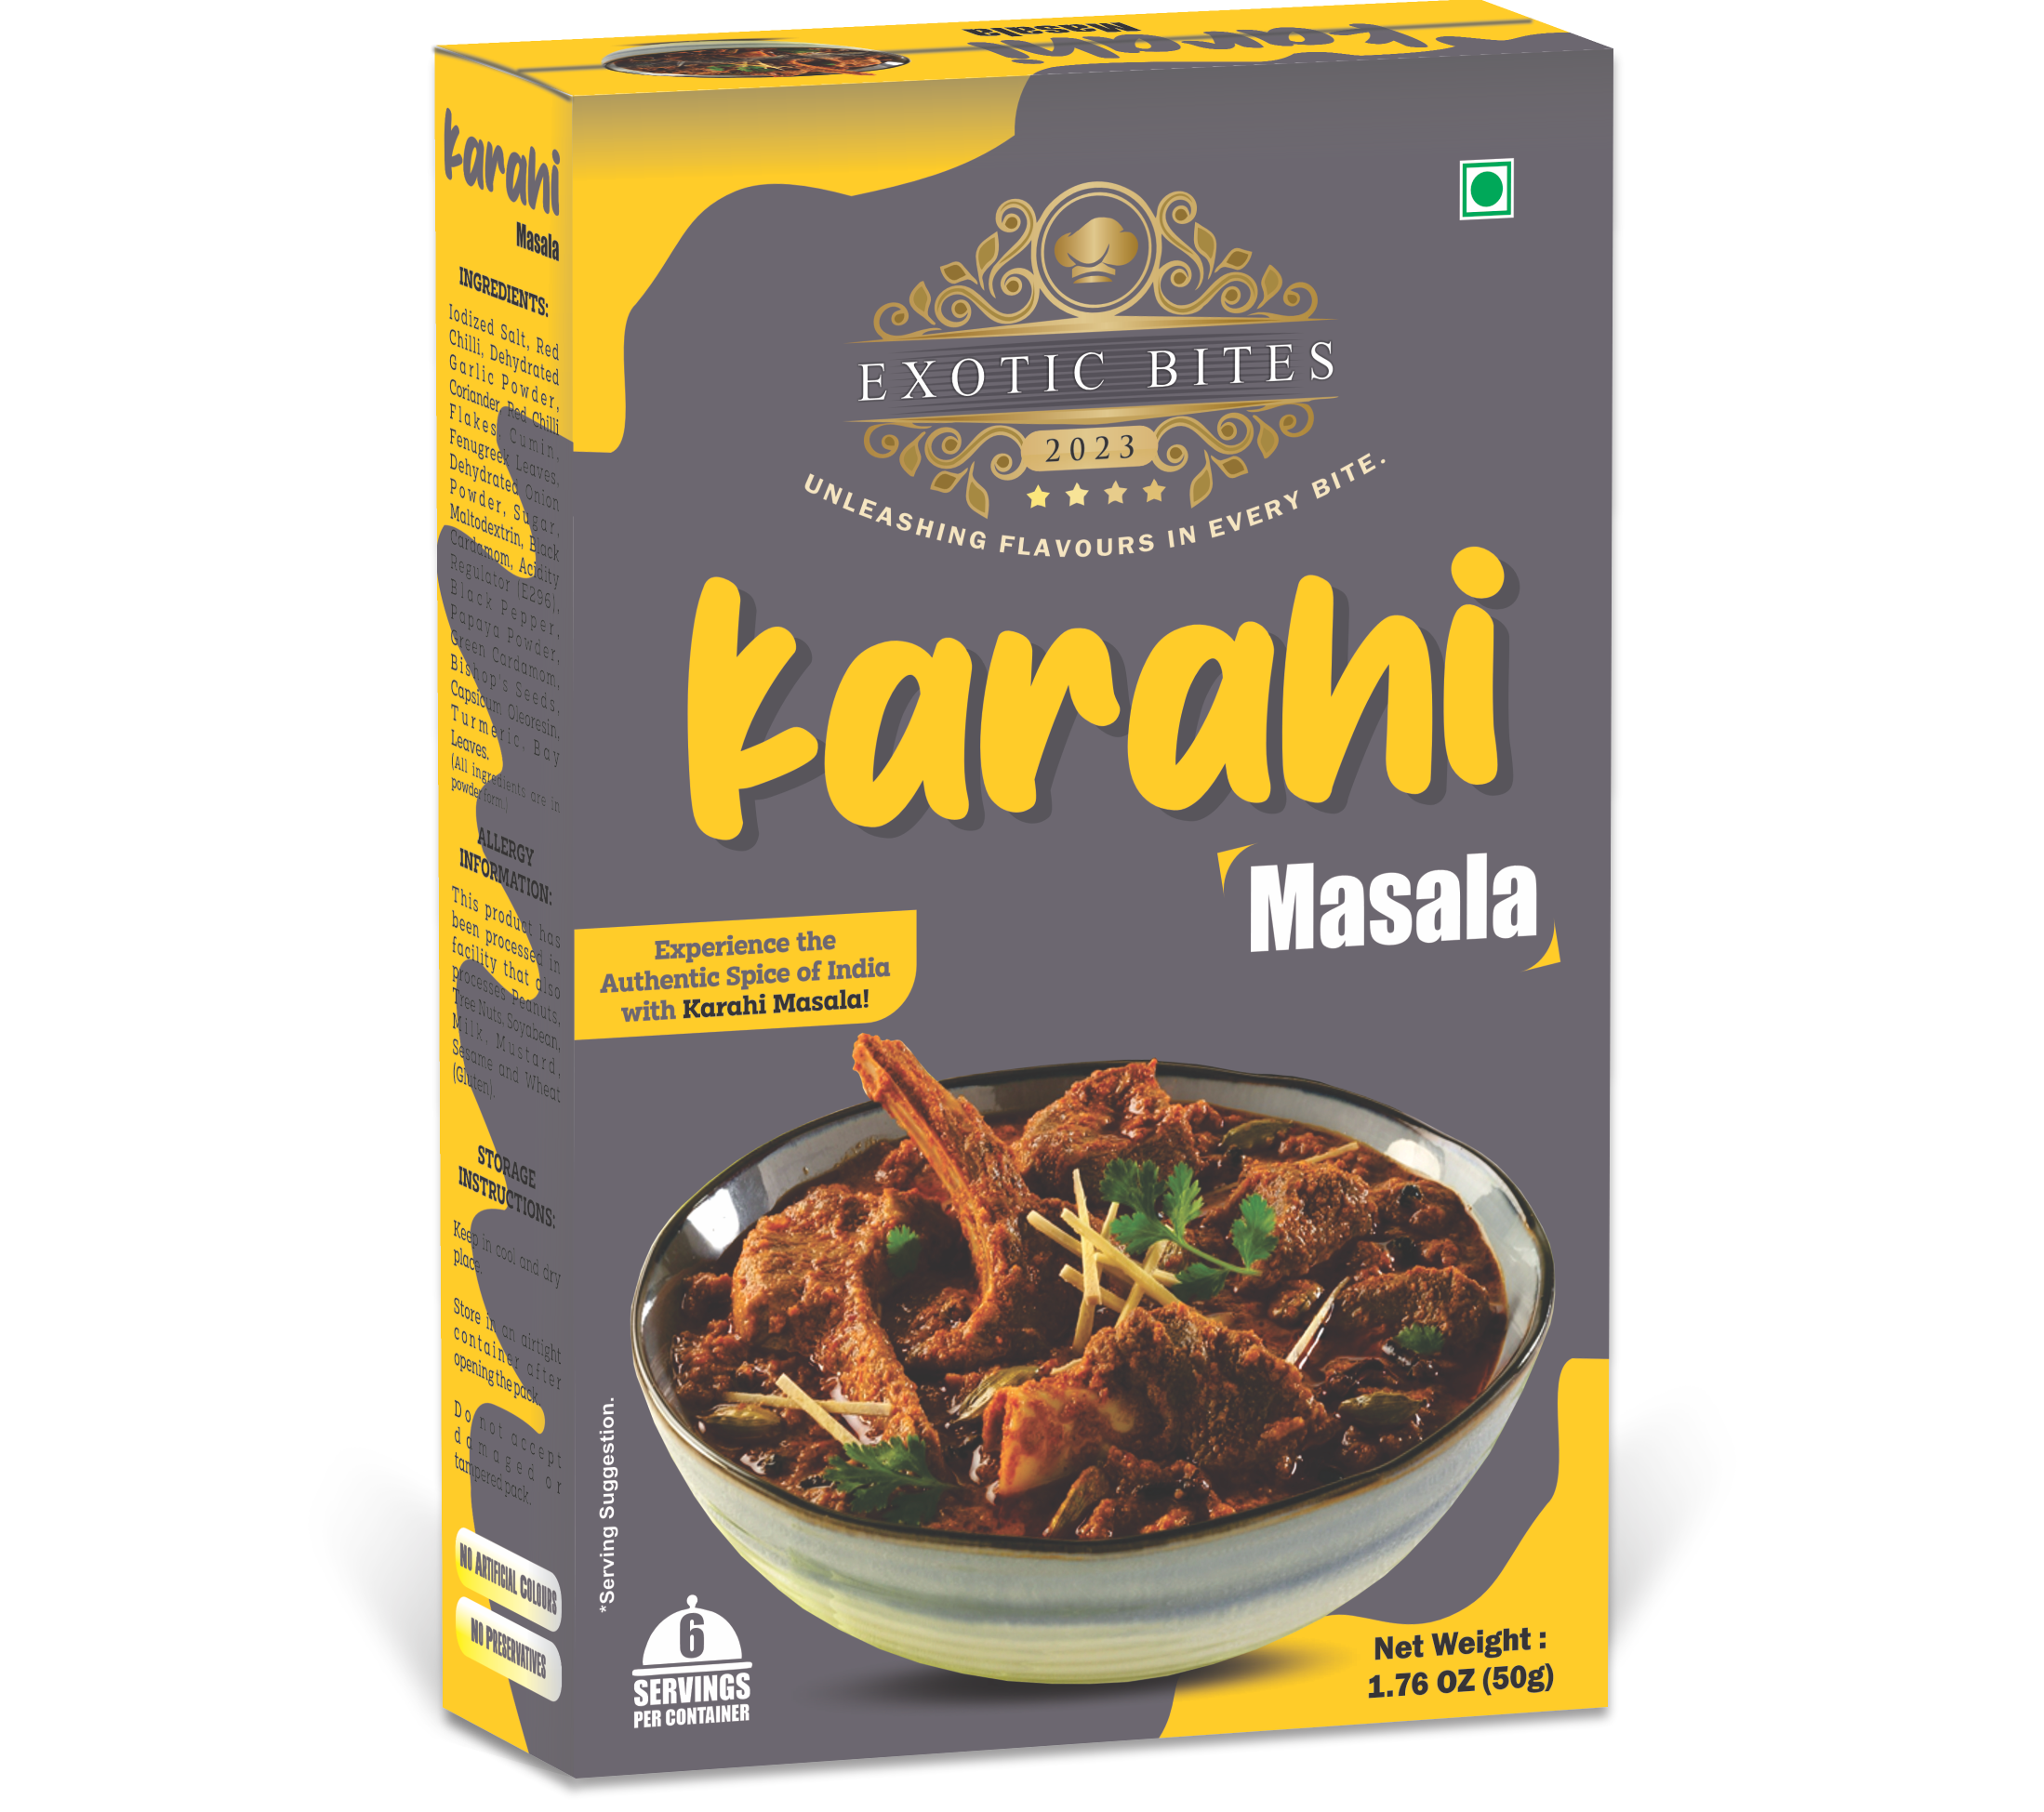 karahi
Masala
karahi
Masala
INGREDIENTS:
Iodized Salt, Red
Chilli, Dehydrated
Garlic Powder,
Coriander, Red Chilli
Flakes, Cumin,
Fenugreek Leaves,
Dehydrated Onion
Powder, Sugar,
Maltodextrin, Black
Cardamom, Acidity
Regulator (E296),
Black Pepper,
Papaya Powder,
Green Cardamom,
Bishop's Seeds,
Capsicum Oleoresin,
Turmeric, Bay
Leaves.
(All ingredients are in
powder form.)
ALLERGY
INFORMATION:
This product has
been processed in
facility that also
processes Peanuts,
Tree Nuts, Soyabean,
Milk, Mustard,
Sesame and Wheat
(Gluten).
STORAGE
INSTRUCTIONS:
Keep in cool and dry
place.
Store in an airtight
container after
opening the pack.
Do not accept
damaged or
tampered pack.
NO ARTIFICIAL COLOURS
NO PRESERVATIVES
EXOTIC BITES
2023
UNLEASHING FLAVOURS IN EVERY BITE.
karahi
Masala
Experience the
Authentic Spice of India
with Karahi Masala!
*Serving Suggestion.
6
SERVINGS
PER CONTAINER
Net Weight :
1.76 OZ (50g)